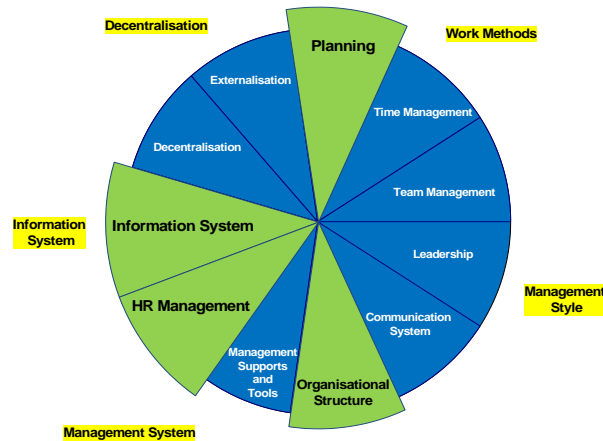 Decentralisation
Planning
Work Methods
Externalisation
Time Management
Decentralisation
Team Management
Information
System
Information System
Leadership
Management
Style
HR Management
Communication
System
Management
Supports
and
Tools
Organisational
Structure
Management System